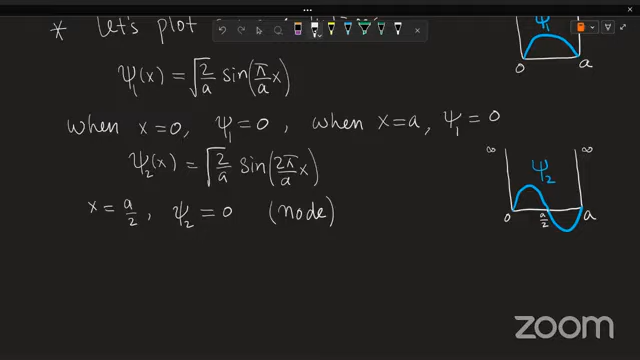 * Let's plot
ψ₁
0 a
ψ₁(x) = √(2/a) sin(π/a x)
when x=0, ψ₁=0, when x=a, ψ₁=0
ψ₂(x) = √(2/a) sin(2π/a x)
∞ ∞
ψ₂
x = a/2, ψ₂ = 0 (node)
0 a/2 a
zoom